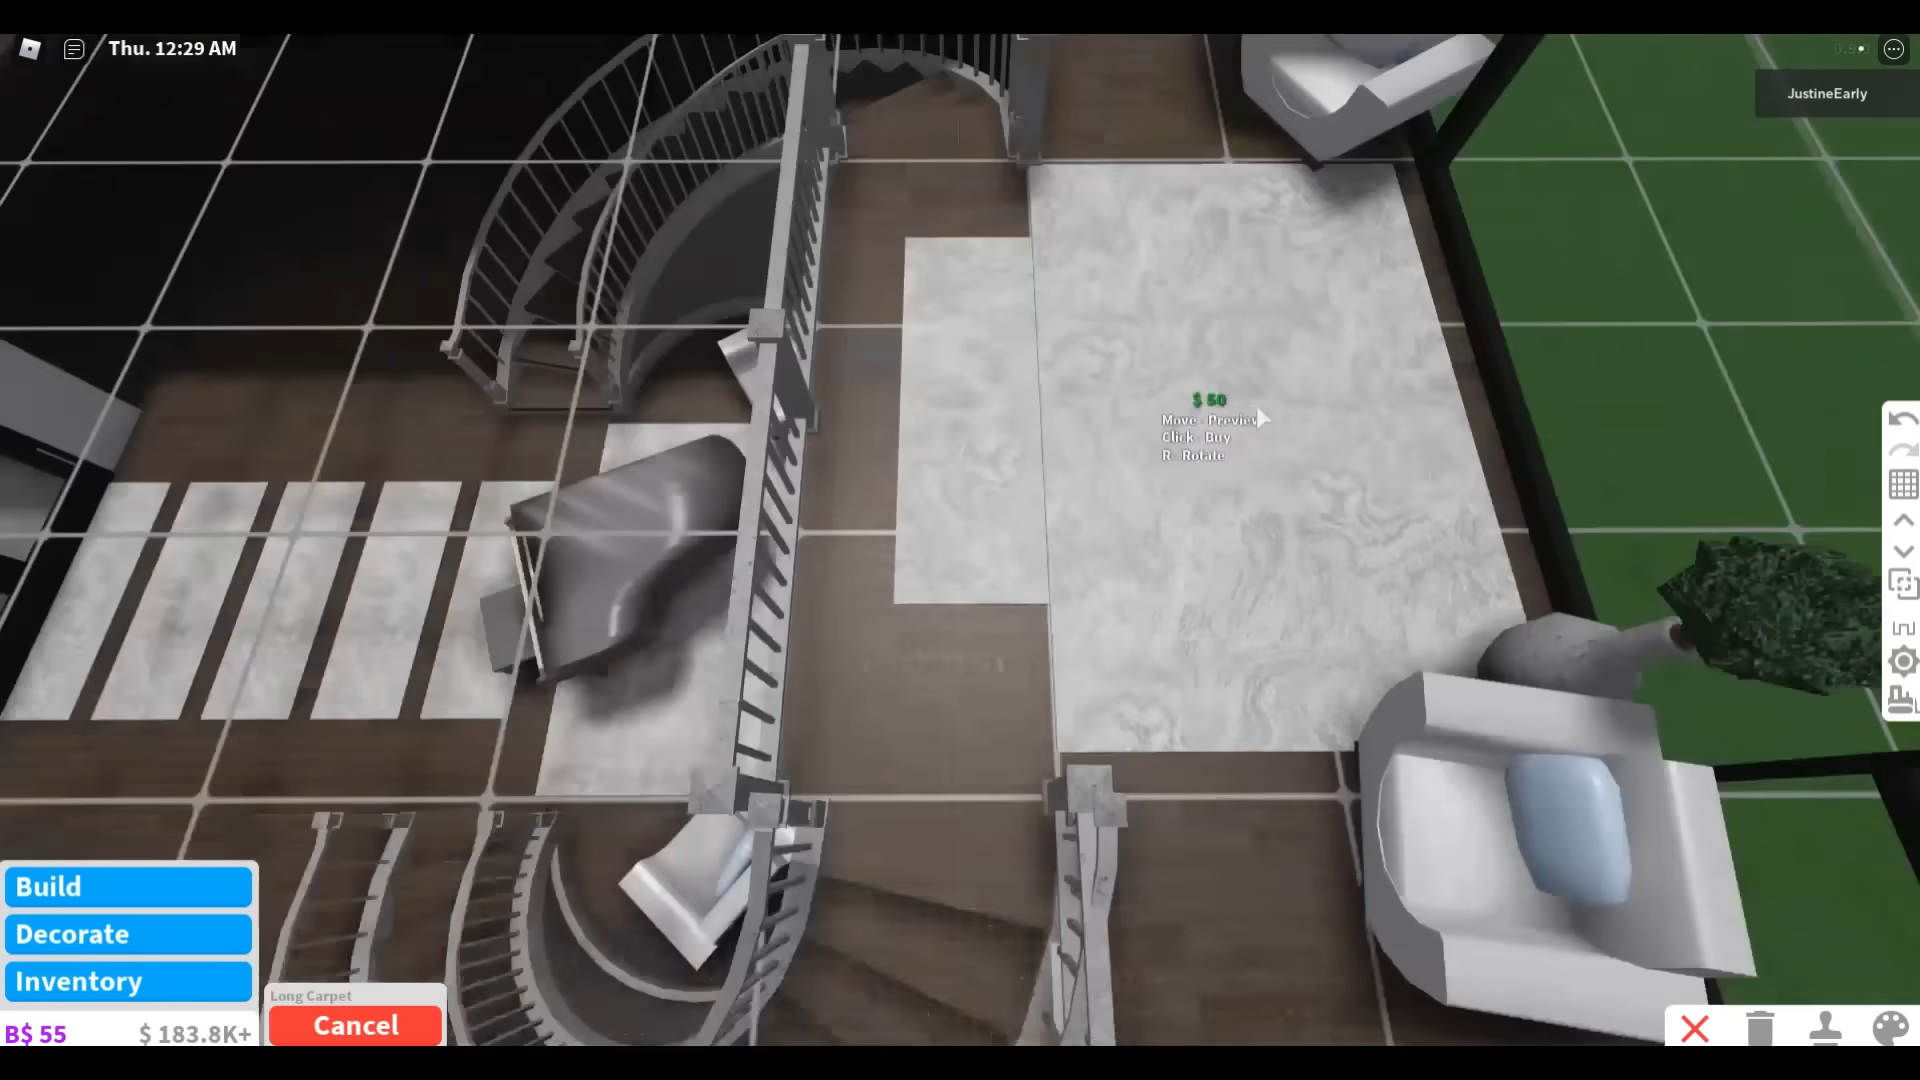 Thu. 12:29 AM
JustineEarly
$ 50
Move - Preview
Click - Buy
R - Rotate
Build
Decorate
Inventory
Long Carpet
Cancel
B$ 55
$ 183.8K+